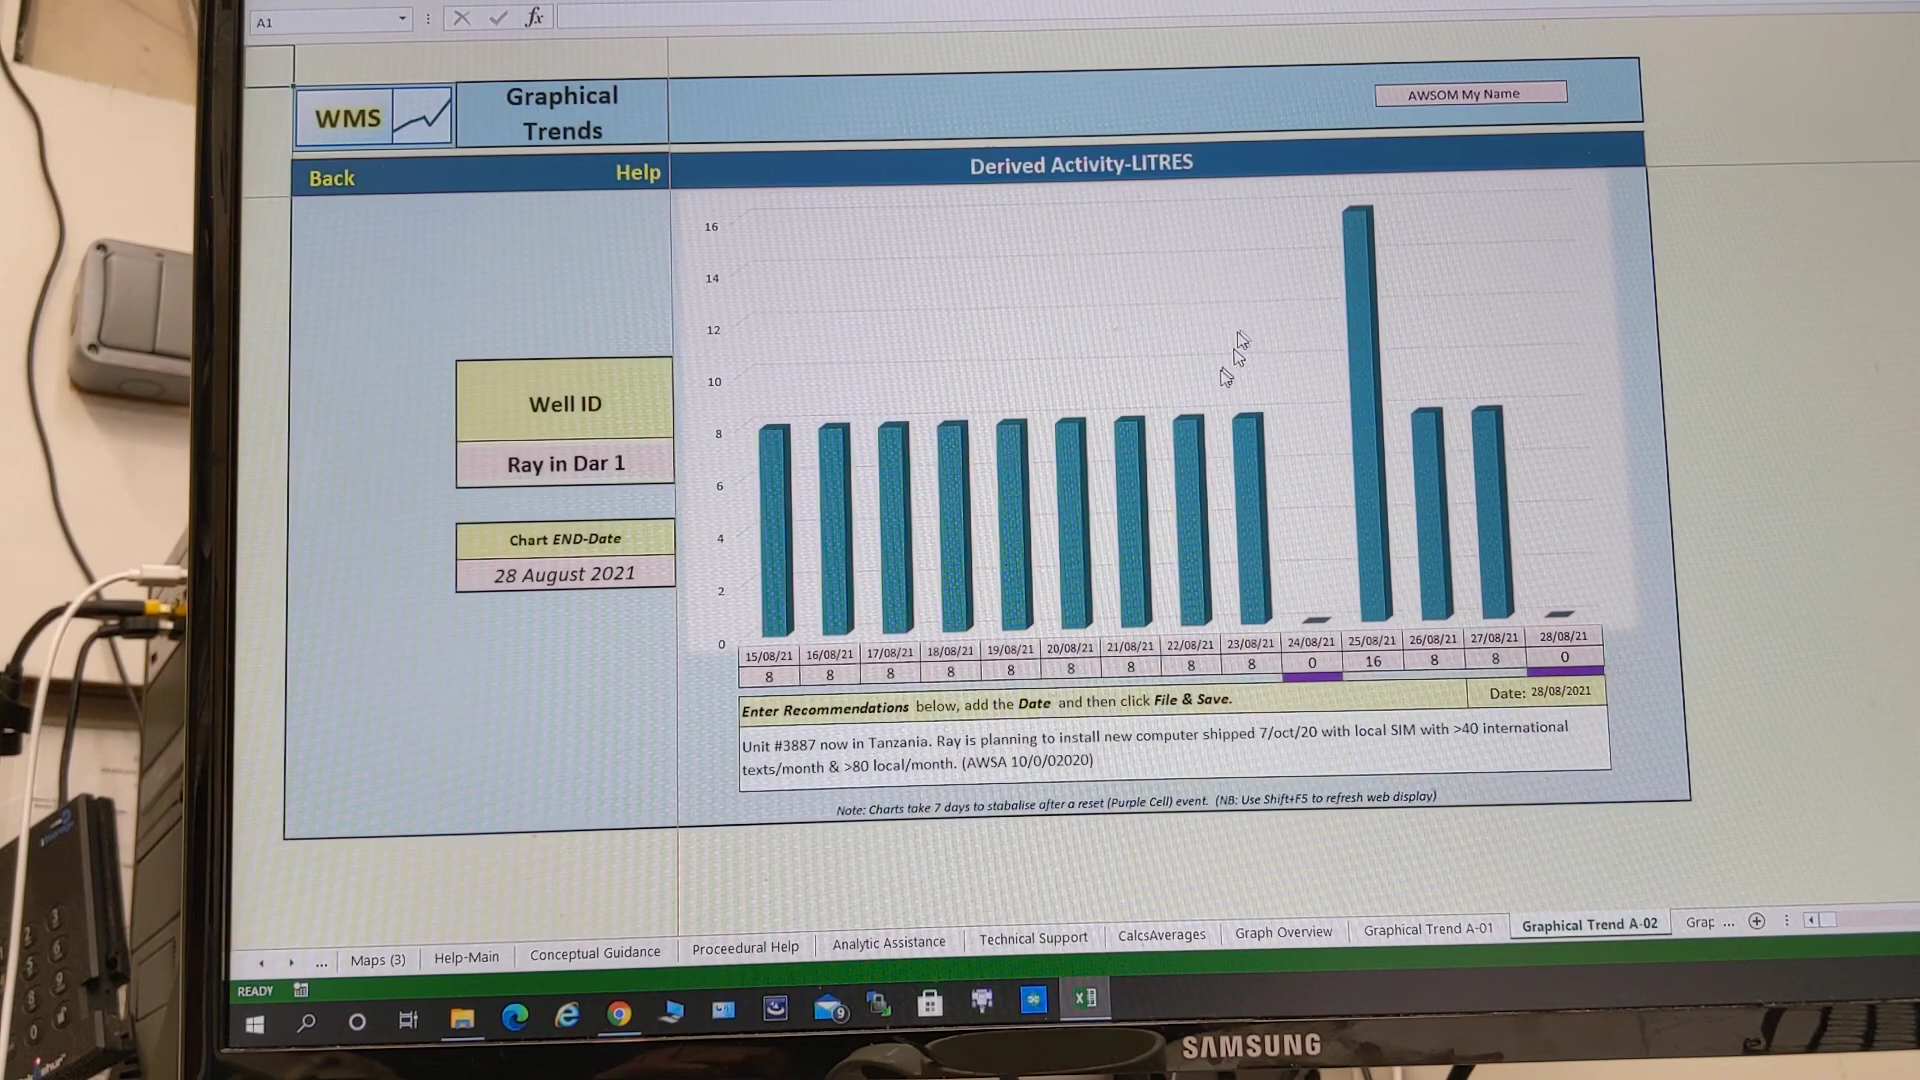 A1
fx
WMS
Graphical
Trends
AWSOM My Name
Back
Help
Derived Activity-LITRES
16
14
12
10
8
6
4
2
0
Well ID
Ray in Dar 1
Chart END-Date
28 August 2021
15/08/21 16/08/21 17/08/21 18/08/21 19/08/21 20/08/21 21/08/21 22/08/21 23/08/21 24/08/21 25/08/21 26/08/21 27/08/21 28/08/21
8 8 8 8 8 8 8 8 8 0 16 8 8 0
Enter Recommendations below, add the Date and then click File & Save.
Date: 28/08/2021
Unit #3887 now in Tanzania. Ray is planning to install new computer shipped 7/oct/20 with local SIM with >40 international
texts/month & >80 local/month. (AWSA 10/0/02020)
Note: Charts take 7 days to stabalise after a reset (Purple Cell) event. (NB: Use Shift+F5 to refresh web display)
... Maps (3) Help-Main Conceptual Guidance Proceedural Help Analytic Assistance Technical Support CalcsAverages Graph Overview Graphical Trend A-01 Graphical Trend A-02 Grap ...
READY
9
SAMSUNG
2 3
5 6
8 9
0